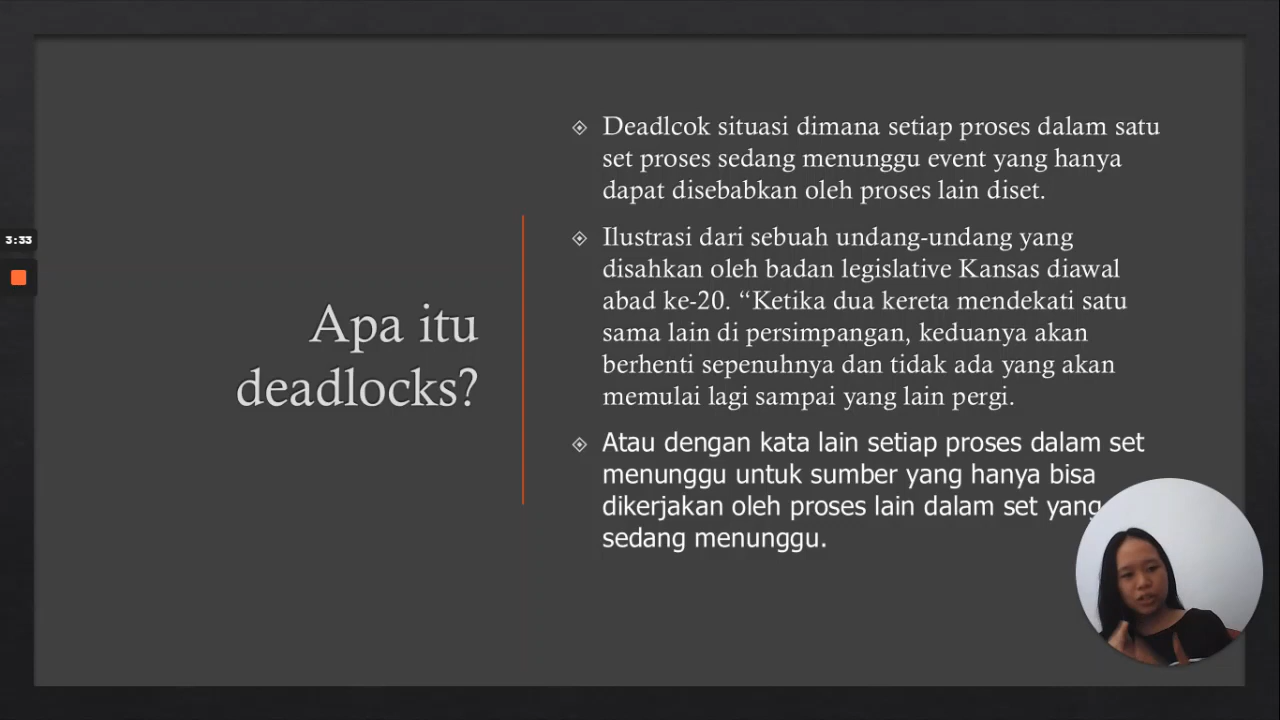 3:33
Apa itu
deadlocks?
Deadlcok situasi dimana setiap proses dalam satu
set proses sedang menunggu event yang hanya
dapat disebabkan oleh proses lain diset.
Ilustrasi dari sebuah undang-undang yang
disahkan oleh badan legislative Kansas diawal
abad ke-20. “Ketika dua kereta mendekati satu
sama lain di persimpangan, keduanya akan
berhenti sepenuhnya dan tidak ada yang akan
memulai lagi sampai yang lain pergi.
Atau dengan kata lain setiap proses dalam set
menunggu untuk sumber yang hanya bisa
dikerjakan oleh proses lain dalam set yang
sedang menunggu.